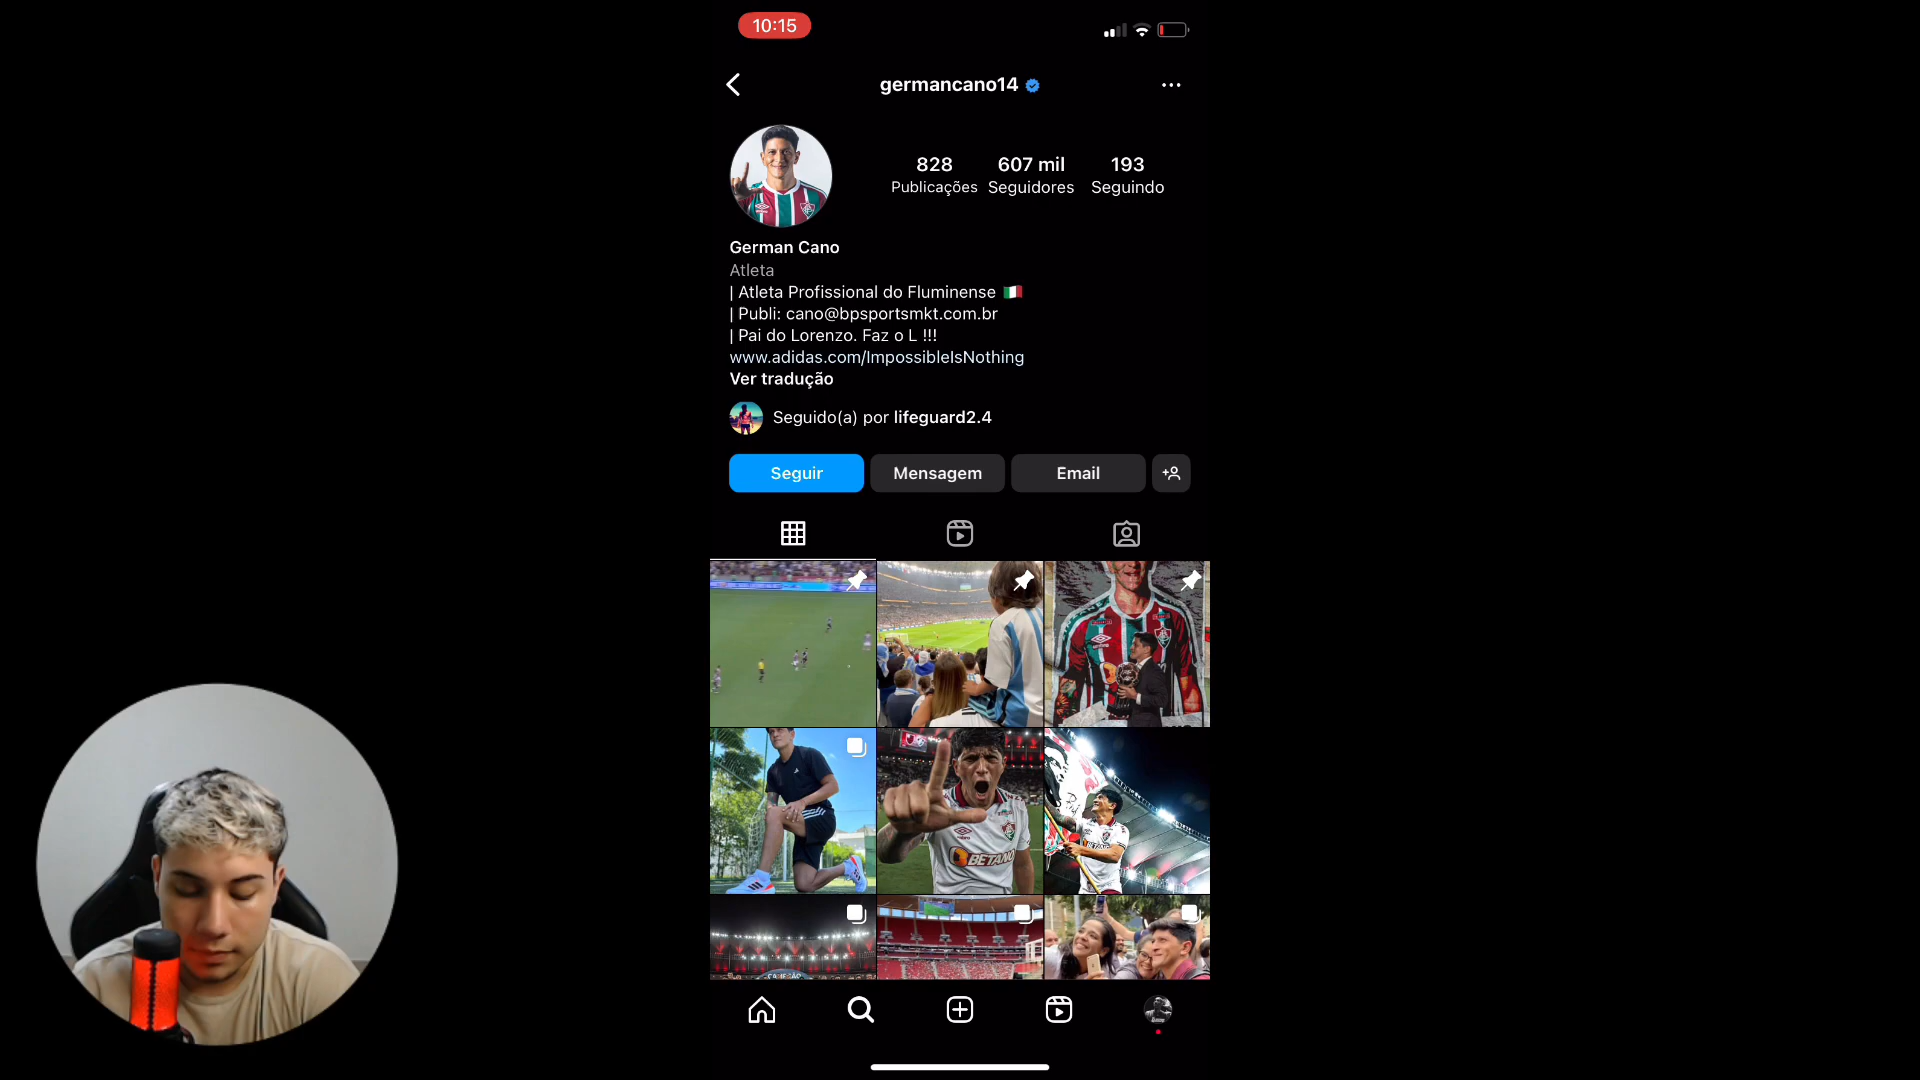 10:15
germancano14
828
607 mil
193
Publicações
Seguidores
Seguindo
German Cano
Atleta
| Atleta Profissional do Fluminense
| Publi: cano@bpsportsmkt.com.br
| Pai do Lorenzo. Faz o L !!!
www.adidas.com/ImpossibleIsNothing
Ver tradução
Seguido(a) por lifeguard2.4
Seguir
Mensagem
Email
BETANO
BETANO